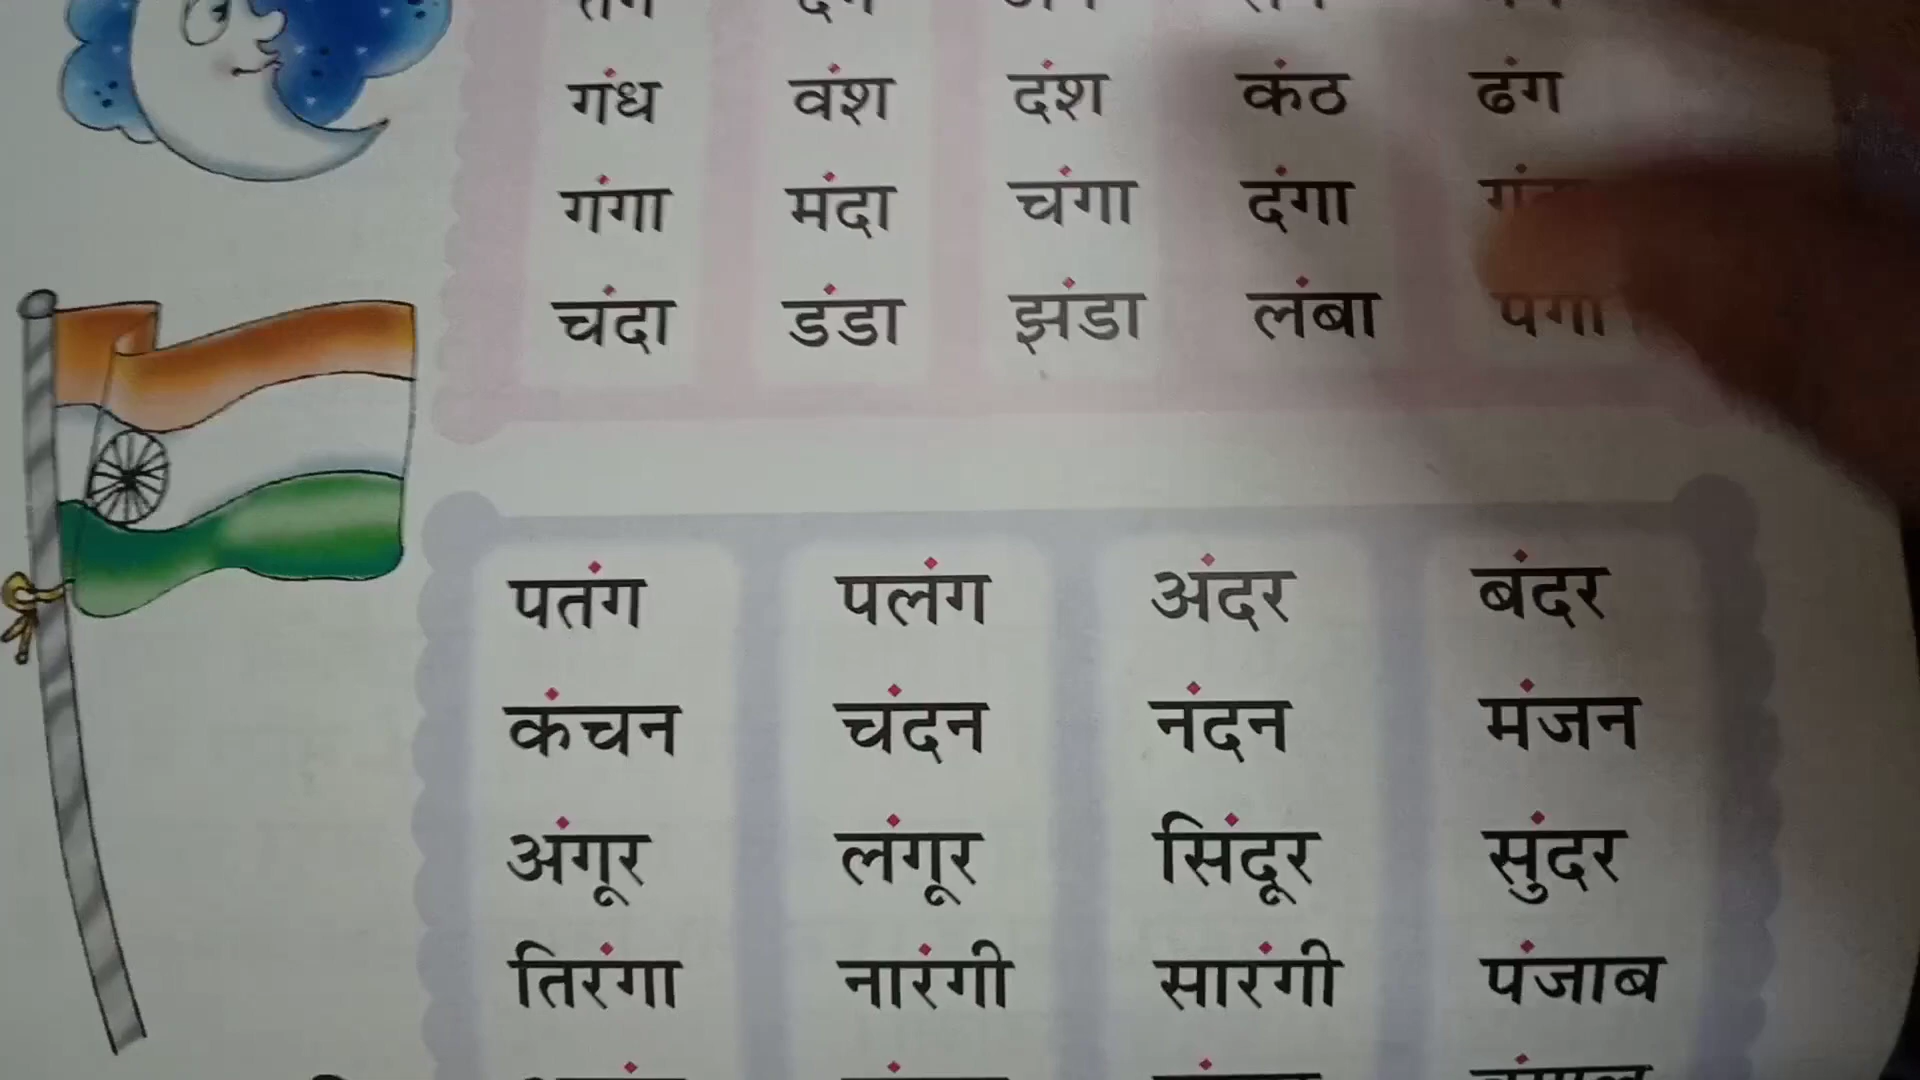 गंध वंश दंश कंठ ढंग
गंगा मंदा चंगा दंगा
चंदा डंडा झंडा लंबा
पतंग पलंग अंदर बंदर
कंचन चंदन नंदन मंजन
अंगूर लंगूर सिंदूर सुंदर
तिरंगा नारंगी सारंगी पंजाब